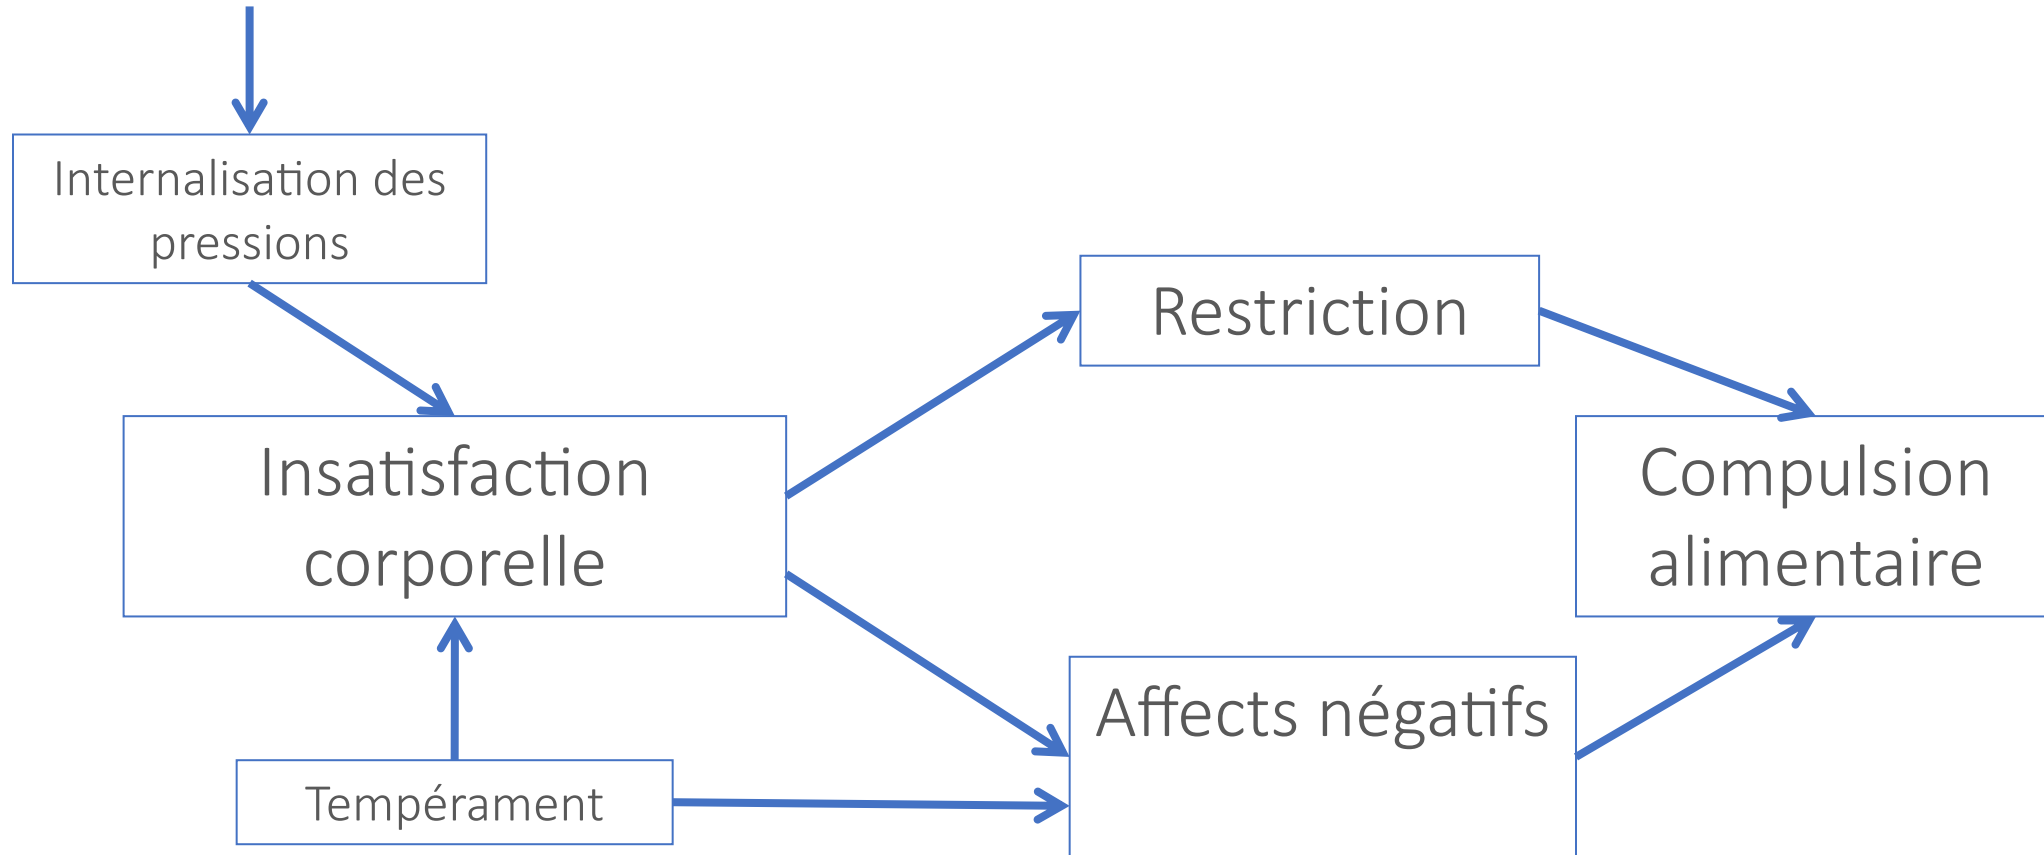 Internalisation des
pressions
Restriction
Insatisfaction
corporelle
Compulsion
alimentaire
Affects négatifs
Tempérament